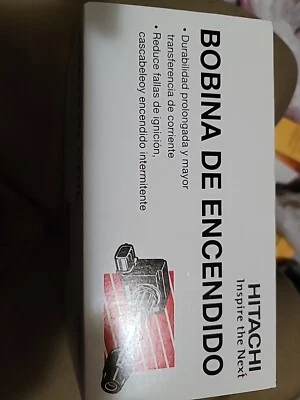 HITACHI
Inspire the Next
BOBINA DE ENCENDIDO
• Durabilidad prolongada y mayor
transferencia de corriente
• Reduce fallas de ignición,
cascabeleoy encendido intermitente